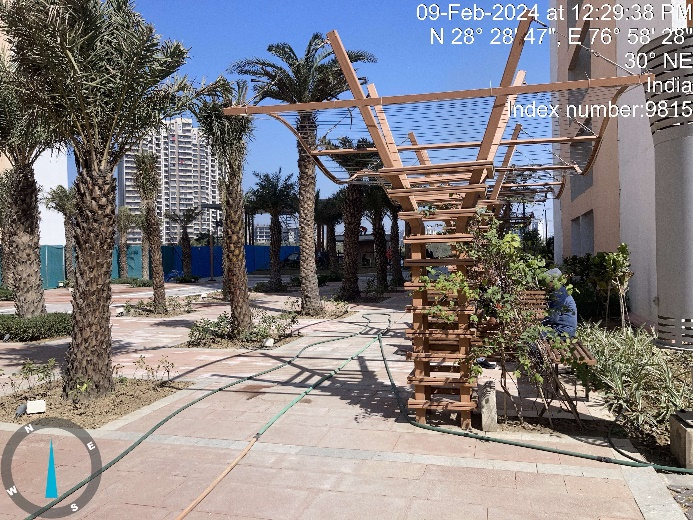 09-Feb-2024 at 12:29:38 PM
N 28° 28' 47", E 76° 58' 28"
30° NE
India
Index number:9815
N
E
W
S